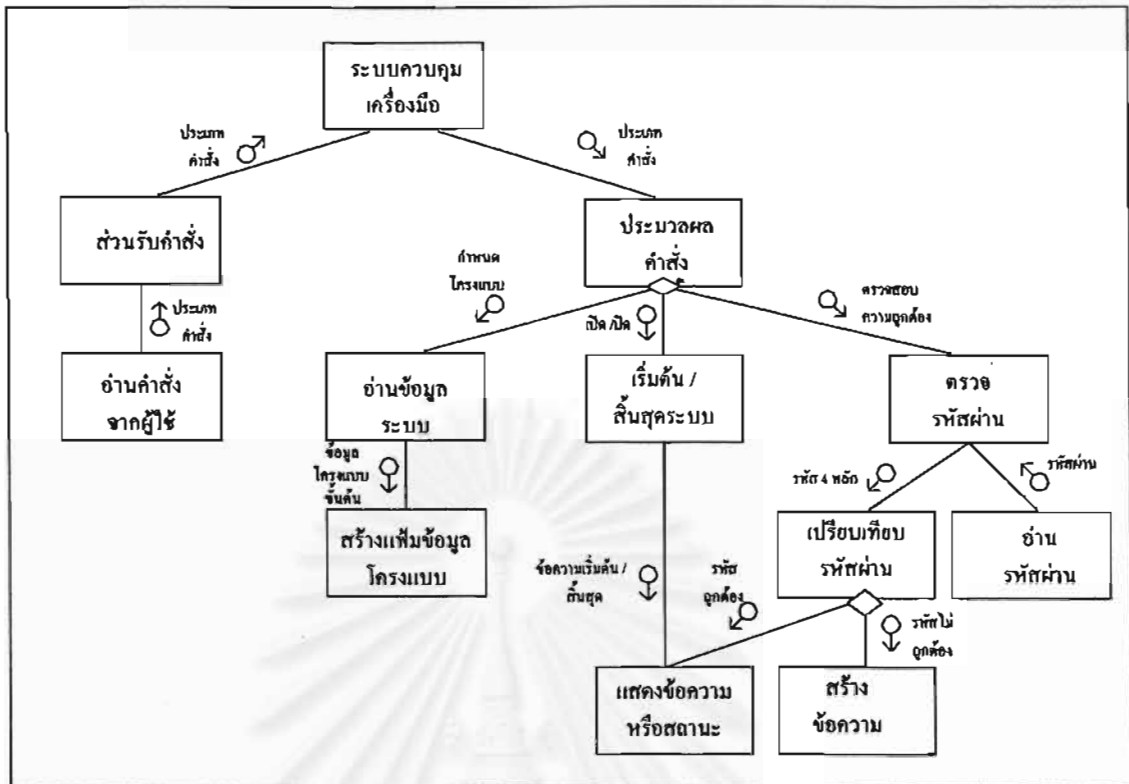 ระบบควบคุม
เครื่องมือ
ประเภท
คำสั่ง
ประเภท
คำสั่ง
ส่วนรับคำสั่ง
ประมวลผล
คำสั่ง
ประเภท
คำสั่ง
กำหนด
โครงแบบ
เปิด/ปิด
ตรวจสอบ
ความถูกต้อง
อ่านคำสั่ง
จากผู้ใช้
อ่านข้อมูล
ระบบ
เริ่มต้น /
สิ้นสุดระบบ
ตรวจ
รหัสผ่าน
ข้อมูล
โครงแบบ
ขั้นต้น
รหัส 4 หลัก
รหัสผ่าน
สร้างแฟ้มข้อมูล
โครงแบบ
เปรียบเทียบ
รหัสผ่าน
อ่าน
รหัสผ่าน
ข้อความเริ่มต้น /
สิ้นสุด
รหัส
ถูกต้อง
รหัสไม่
ถูกต้อง
แสดงข้อความ
หรือสถานะ
สร้าง
ข้อความ